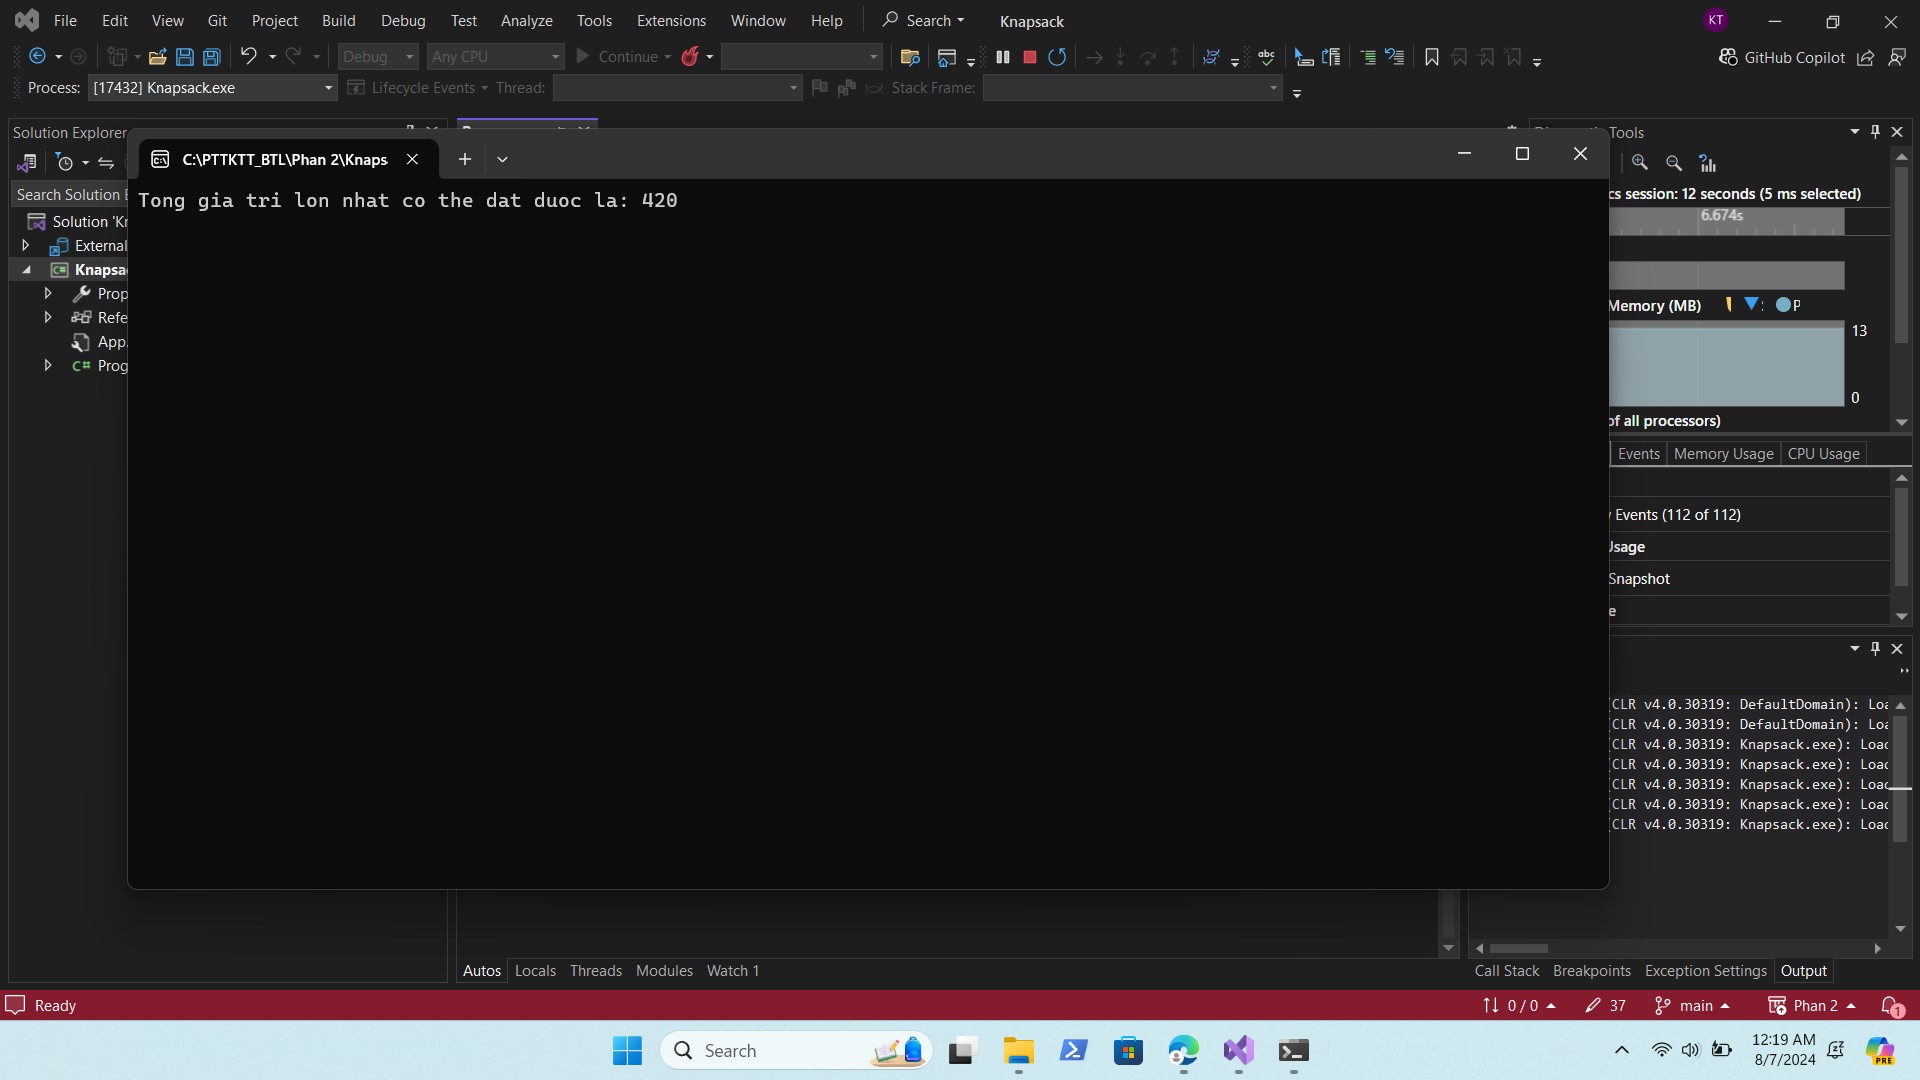 File Edit View Git Project Build Debug Test Analyze Tools Extensions Window Help Search Knapsack KT
Debug Any CPU Continue GitHub Copilot
Process: [17432] Knapsack.exe Lifecycle Events Thread: Stack Frame:
Solution Explorer
Tools
C:\PTTKTT_BTL\Phan 2\Knaps
Search Solution E
cs session: 12 seconds (5 ms selected)
Tong gia tri lon nhat co the dat duoc la: 420
6.674s
Solution 'Kn
External
Knapsa
Prop
Refe
App.
C# Prog
Memory (MB) P
13
0
of all processors)
Events Memory Usage CPU Usage
Events (112 of 112)
Usage
Snapshot
e
(CLR v4.0.30319: DefaultDomain): Loa
(CLR v4.0.30319: DefaultDomain): Loa
(CLR v4.0.30319: Knapsack.exe): Load
(CLR v4.0.30319: Knapsack.exe): Load
(CLR v4.0.30319: Knapsack.exe): Load
(CLR v4.0.30319: Knapsack.exe): Load
(CLR v4.0.30319: Knapsack.exe): Load
Autos Locals Threads Modules Watch 1
Call Stack Breakpoints Exception Settings Output
Ready 0 / 0 37 main Phan 2 1
Search
12:19 AM
8/7/2024
PRE